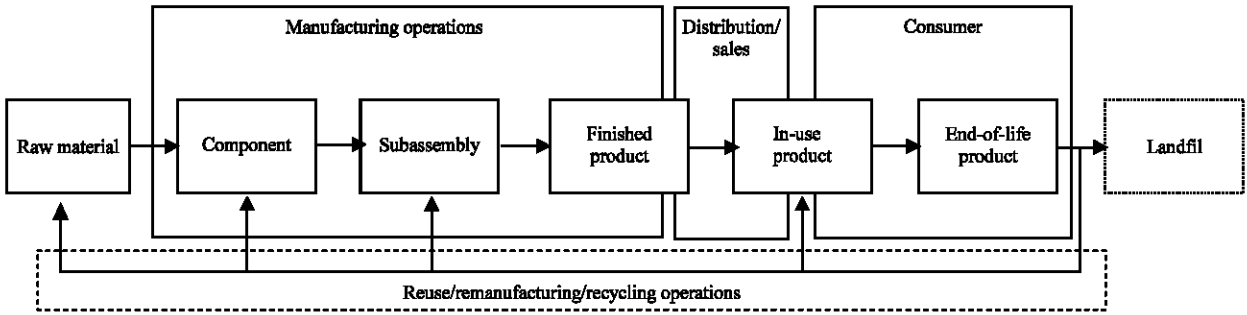 Manufacturing operations
Distribution/
sales
Consumer
Raw material
Component
Subassembly
Finished
product
In-use
product
End-of-life
product
Landfil
Reuse/remanufacturing/recycling operations